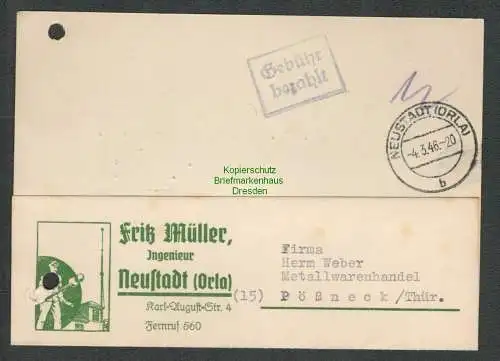 Gebühr
bezahlt
NEUSTADT (ORLA)
-4.3.46.-20
b
Kopierschutz
Briefmarkenhaus
Dresden
Fritz Müller,
Ingenieur
Neustadt (Orla)
Karl-August-Str. 4
Fernruf 560
Firma
Herm Weber
Metallwarenhandel
(15) Pößneck/Thür.